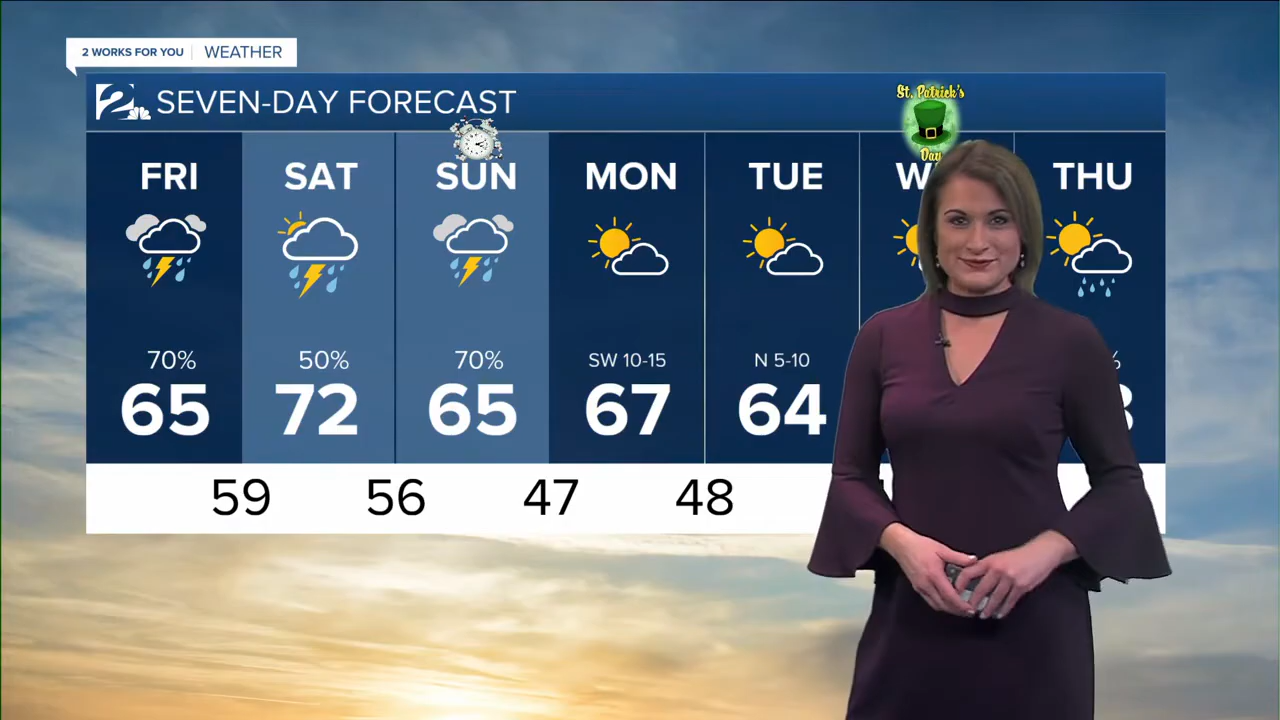 2 WORKS FOR YOU | WEATHER
2 SEVEN-DAY FORECAST
St. Patrick's
Day
FRI SAT SUN MON TUE THU
70% 50% 70% SW 10-15 N 5-10
65 72 65 67 64
59 56 47 48